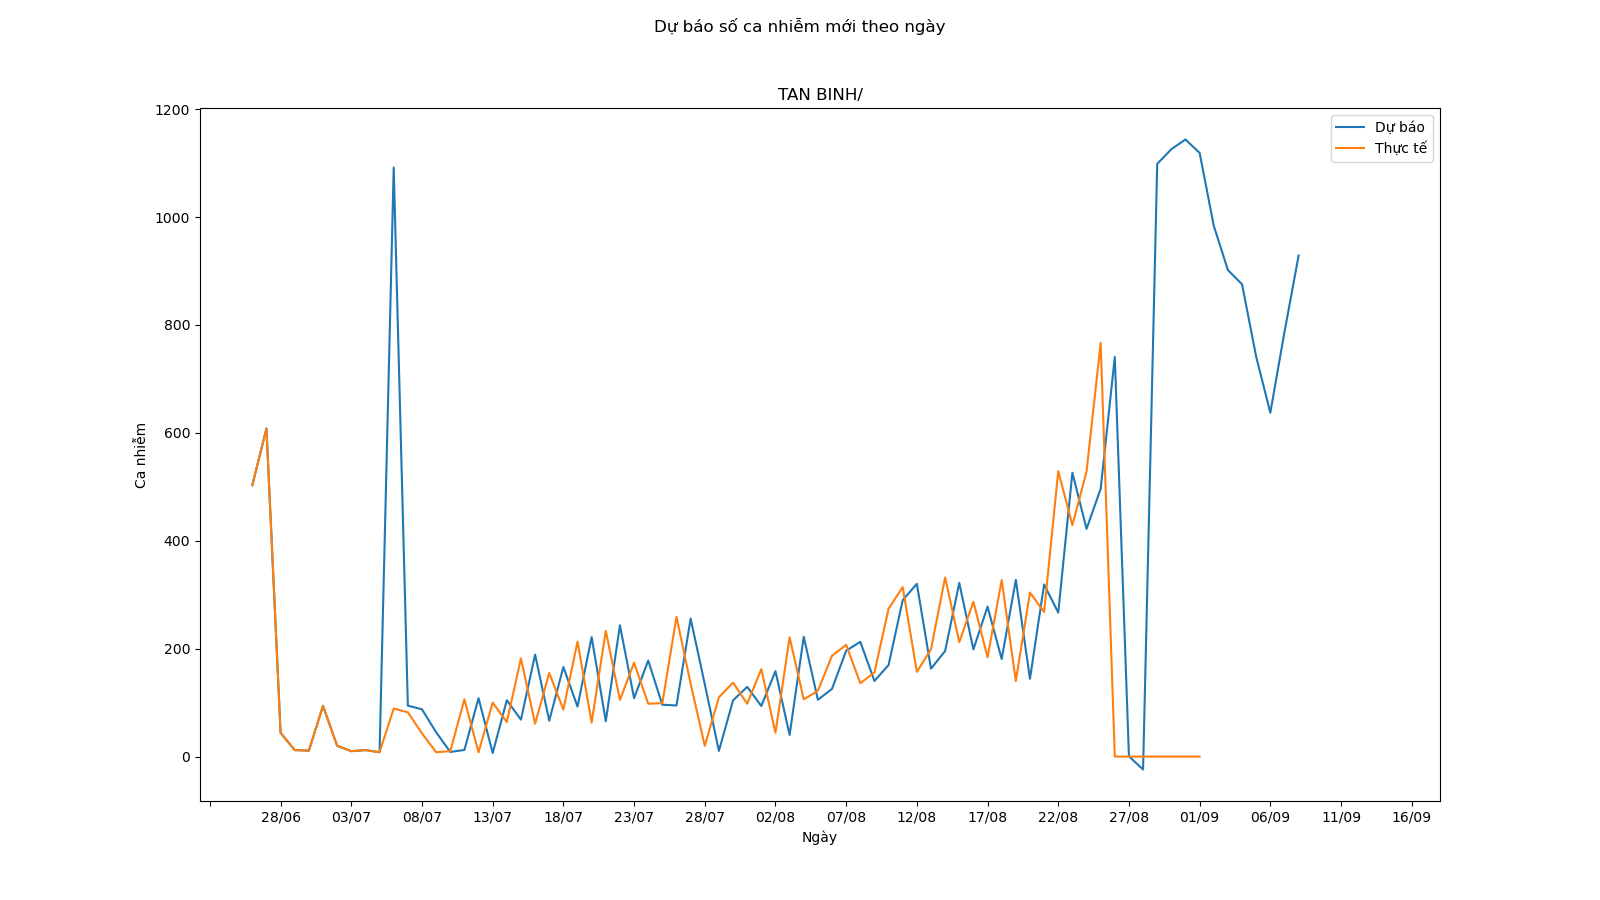 Dự báo số ca nhiễm mới theo ngày
TAN BINH/
Dự báo
Thực tế
Ca nhiễm
1200
1000
800
600
400
200
0
28/06 03/07 08/07 13/07 18/07 23/07 28/07 02/08 07/08 12/08 17/08 22/08 27/08 01/09 06/09 11/09 16/09
Ngày